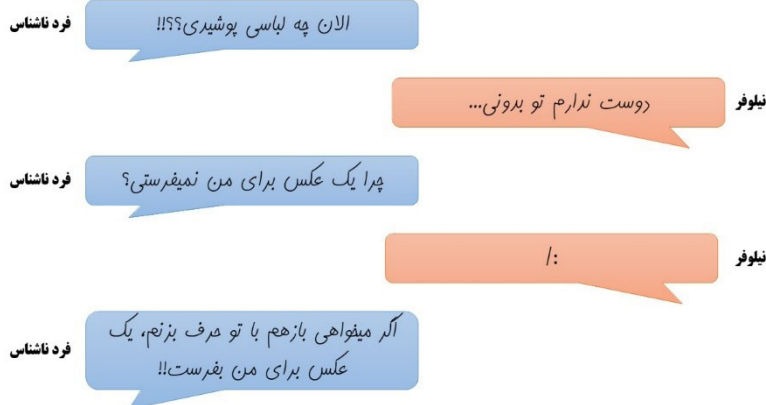 فرد ناشناس
الان چه لباسی پوشیدی؟؟!!
نیلوفر
دوست ندارم تو بدونی...
فرد ناشناس
چرا یک عکس برای من نمیفرستی؟
نیلوفر
:/
فرد ناشناس
اگر میخواهی بازهم با تو حرف بزنم، یک
عکس برای من بفرست!!